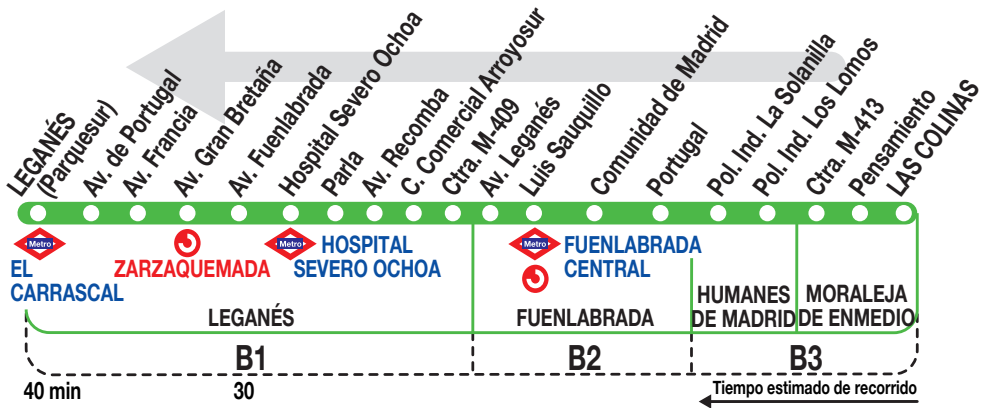 LEGANÉS
(Parquesur)
Av. de Portugal
Av. Francia
Av. Gran Bretaña
Av. Fuenlabrada
Hospital Severo Ochoa
Parla
Av. Recomba
C. Comercial Arroyosur
Ctra. M-409
Av. Leganés
Luis Sauquillo
Comunidad de Madrid
Portugal
Pol. Ind. La Solanilla
Pol. Ind. Los Lomos
Ctra. M-413
Pensamiento
LAS COLINAS
Metro
EL
CARRASCAL
ZARZAQUEMADA
Metro
HOSPITAL
SEVERO OCHOA
Metro
FUENLABRADA
CENTRAL
LEGANÉS
FUENLABRADA
HUMANES
DE MADRID
MORALEJA
DE ENMEDIO
B1
B2
B3
40 min
30
Tiempo estimado de recorrido